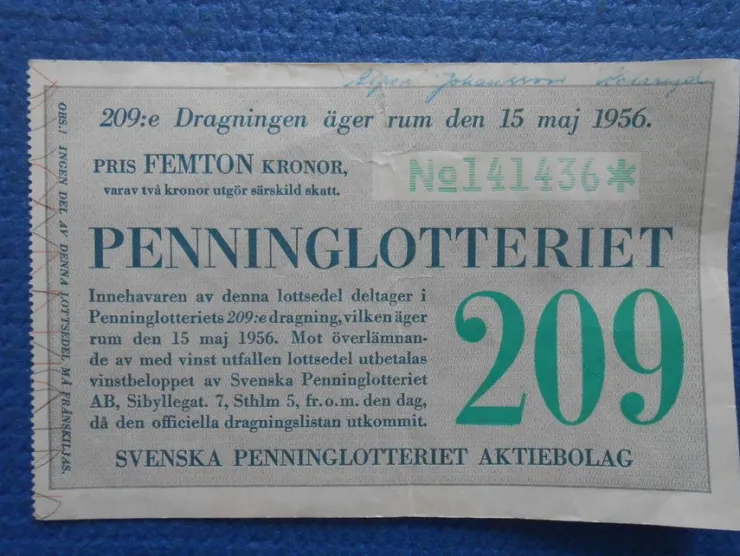 Johansson
209:e Dragningen äger rum den 15 maj 1956.
PRIS FEMTON KRONOR,
varav två kronor utgör särskild skatt.
No141436*
PENNINGLOTTERIET
Innehavaren av denna lottsedel deltager i
Penninglotteriets 209:e dragning, vilken äger
rum den 15 maj 1956. Mot överlämnan-
de av med vinst utfallen lottsedel utbetalas
vinstbeloppet av Svenska Penninglotteriet
AB, Sibyllegat. 7, Sthlm 5, fr.o.m. den dag,
då den officiella dragningslistan utkommit.
209
SVENSKA PENNINGLOTTERIET AKTIEBOLAG
OBS.! INGEN DEL AV DENNA LOTTSEDEL MÅ FRÅNSKILJAS.